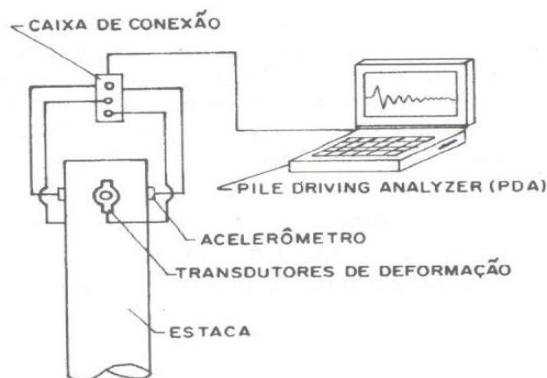 CAIXA DE CONEXÃO
PILE DRIVING ANALYZER (PDA)
ACELERÔMETRO
TRANSDUTORES DE DEFORMAÇÃO
ESTACA